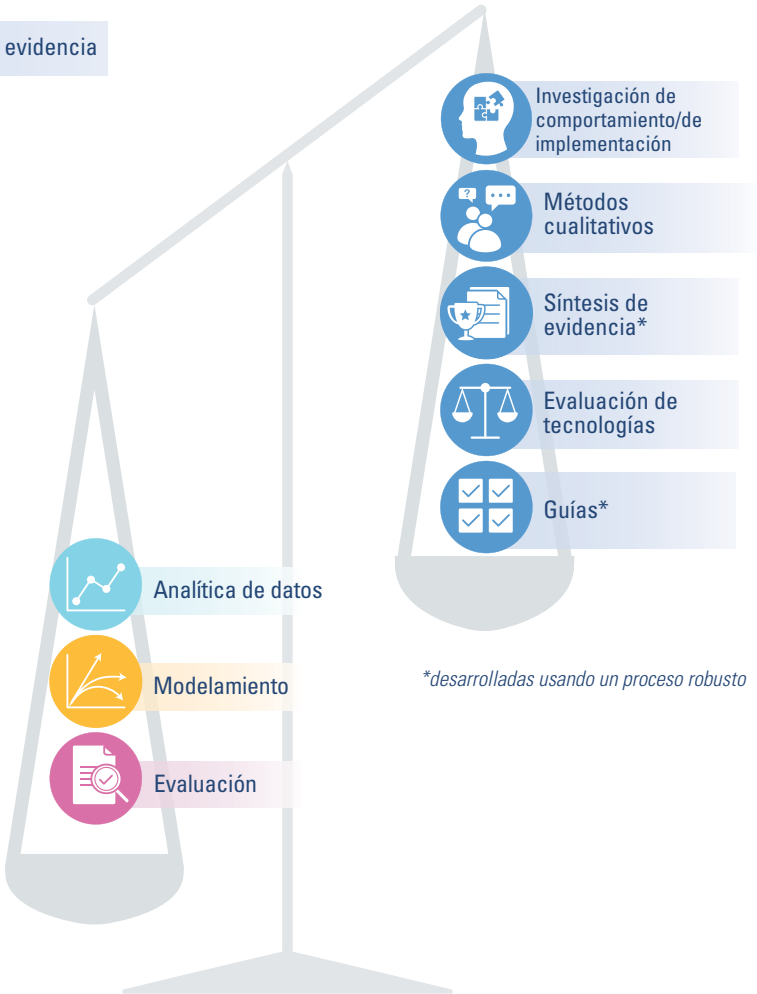 evidencia
Investigación de
comportamiento/de
implementación
Métodos
cualitativos
Síntesis de
evidencia*
Evaluación de
tecnologías
Guías*
*desarrolladas usando un proceso robusto
Analítica de datos
Modelamiento
Evaluación
?